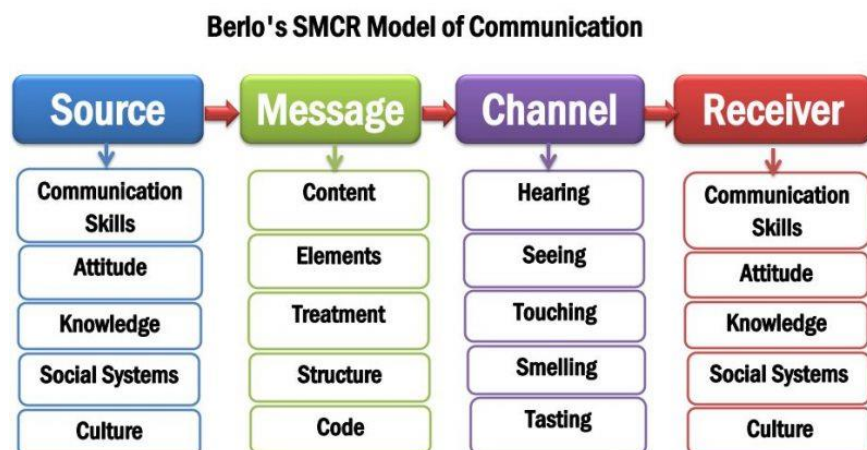 Berlo's SMCR Model of Communication
Source
Message
Channel
Receiver
Communication
Skills
Attitude
Knowledge
Social Systems
Culture
Content
Elements
Treatment
Structure
Code
Hearing
Seeing
Touching
Smelling
Tasting
Communication
Skills
Attitude
Knowledge
Social Systems
Culture